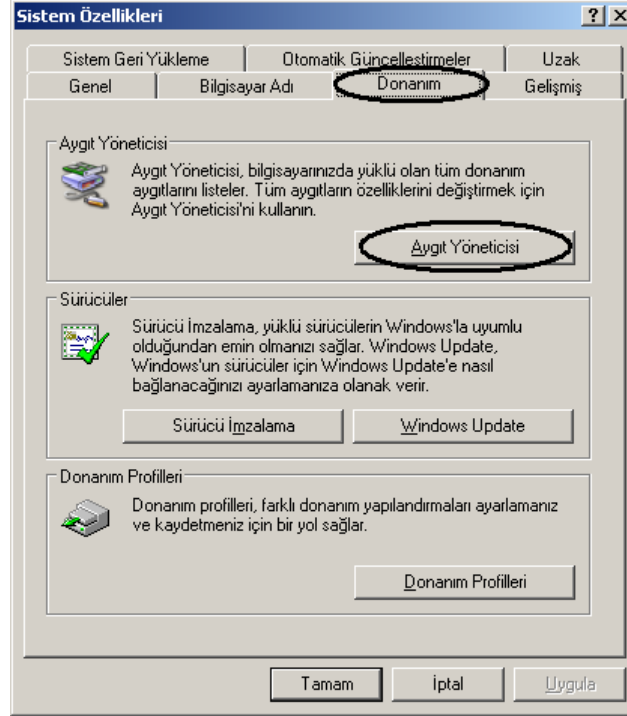 Sistem Özellikleri
Sistem Geri Yükleme Otomatik Güncelleştirmeler Uzak
Genel Bilgisayar Adı Donanım Gelişmiş
Aygıt Yöneticisi
Aygıt Yöneticisi, bilgisayarınızda yüklü olan tüm donanım
aygıtlarını listeler. Tüm aygıtların özelliklerini değiştirmek için
Aygıt Yöneticisi'ni kullanın.
Aygıt Yöneticisi
Sürücüler
Sürücü İmzalama, yüklü sürücülerin Windows'la uyumlu
olduğundan emin olmanızı sağlar. Windows Update,
Windows'un sürücüler için Windows Update'e nasıl
bağlanacağınızı ayarlamanıza olanak verir.
Sürücü İmzalama Windows Update
Donanım Profilleri
Donanım profilleri, farklı donanım yapılandırmaları ayarlamanız
ve kaydetmeniz için bir yol sağlar.
Donanım Profilleri
Tamam İptal Uygula